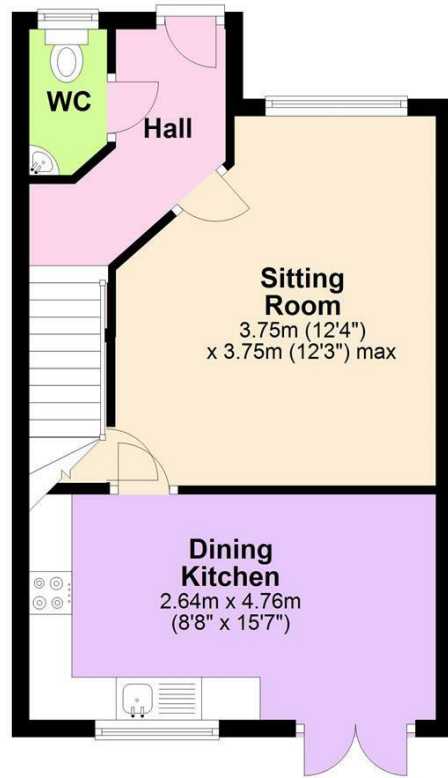 WC
Hall
Sitting
Room
3.75m (12'4")
x 3.75m (12'3") max
Dining
Kitchen
2.64m x 4.76m
(8'8" x 15'7")